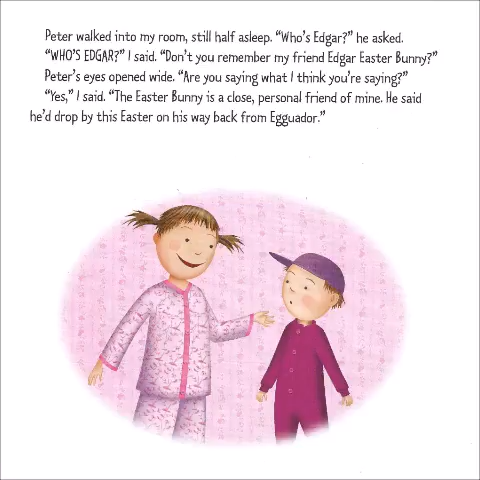 Peter walked into my room, still half asleep. “Who’s Edgar?” he asked.
“WHO’S EDGAR?” I said. “Don’t you remember my friend Edgar Easter Bunny?”
Peter’s eyes opened wide. “Are you saying what I think you’re saying?”
“Yes,” I said. “The Easter Bunny is a close, personal friend of mine. He said
he’d drop by this Easter on his way back from Egguador.”